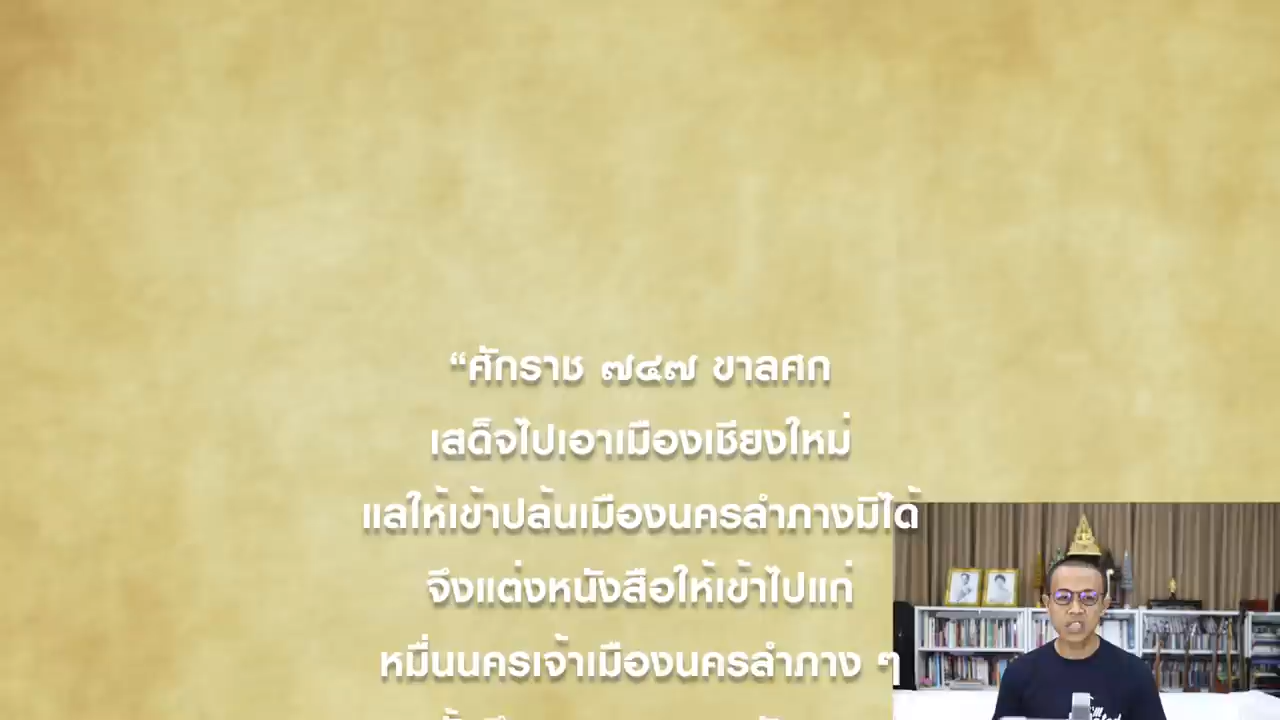 “ศักราช ๗๔๗ ขาลศก
เสด็จไปเอาเมืองเชียงใหม่
แลให้เข้าปล้นเมืองนครลำภางมิได้
จึงแต่งหนังสือให้เข้าไปแก่
หมื่นนครเจ้าเมืองนครลำภาง ๆ